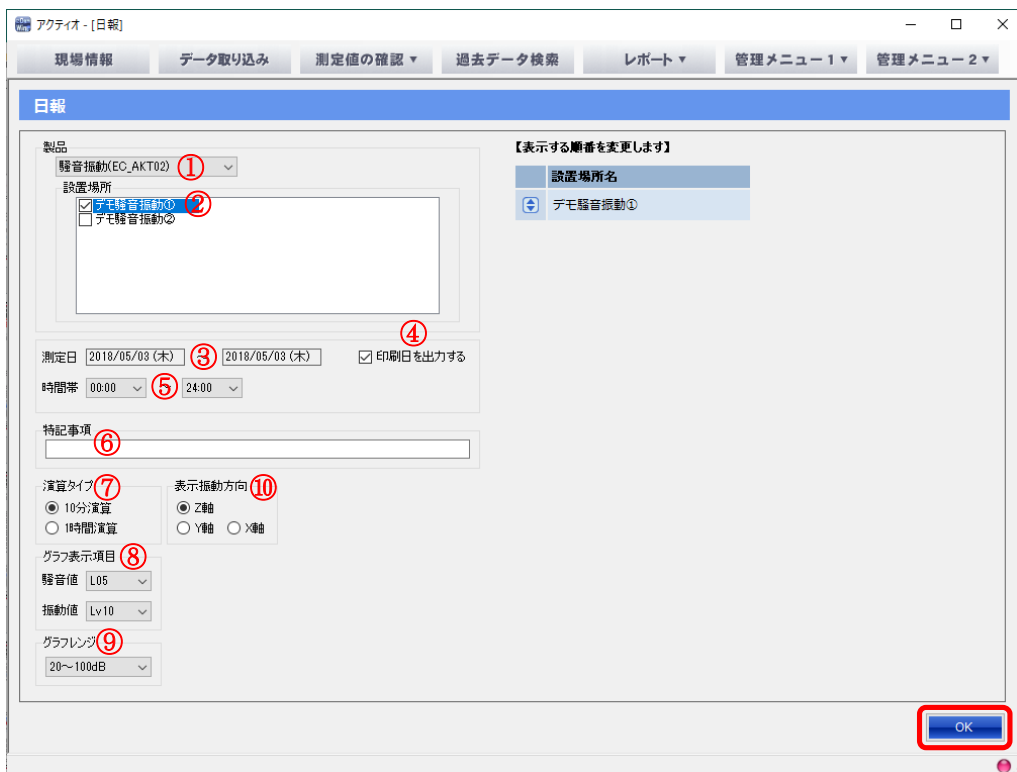 アクティオ - [日報]
現場情報 データ取り込み 測定値の確認 ▼ 過去データ検索 レポート ▼ 管理メニュー1 ▼ 管理メニュー2 ▼
日報
製品
騒音振動(EC_AKT02) ①
設置場所
デモ騒音振動① ②
デモ騒音振動②
【表示する順番を変更します】
設置場所名
デモ騒音振動①
④
測定日 2018/05/03 (木) ③ 2018/05/03 (木) 印刷日を出力する
時間帯 00:00 ⑤ 24:00
特記事項
⑥
演算タイプ ⑦ 表示振動方向 ⑩
10分演算 Z軸
1時間演算 Y軸 X軸
グラフ表示項目 ⑧
騒音値 L05
振動値 Lv10
グラフレンジ ⑨
20～100dB
OK